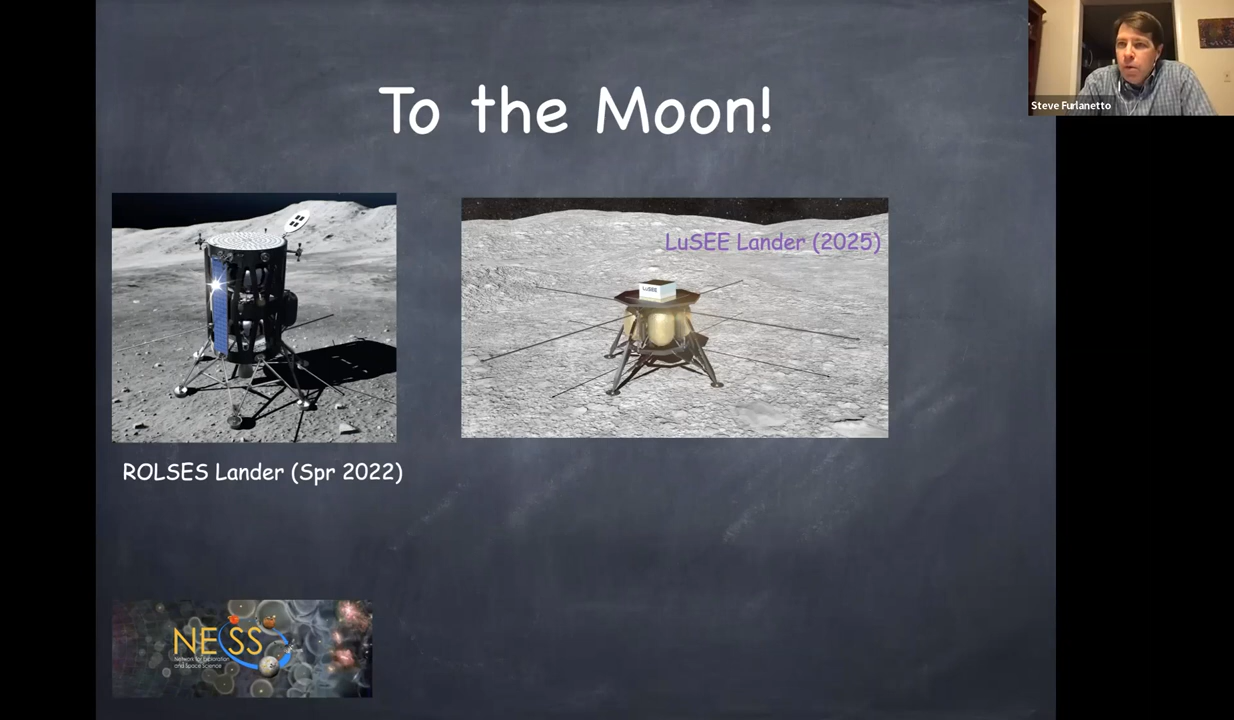 To the Moon!
Steve Furlanetto
LuSEE Lander (2025)
LuSEE
ROLSES Lander (Spr 2022)
NESS
Network for Exploration
and Space Science